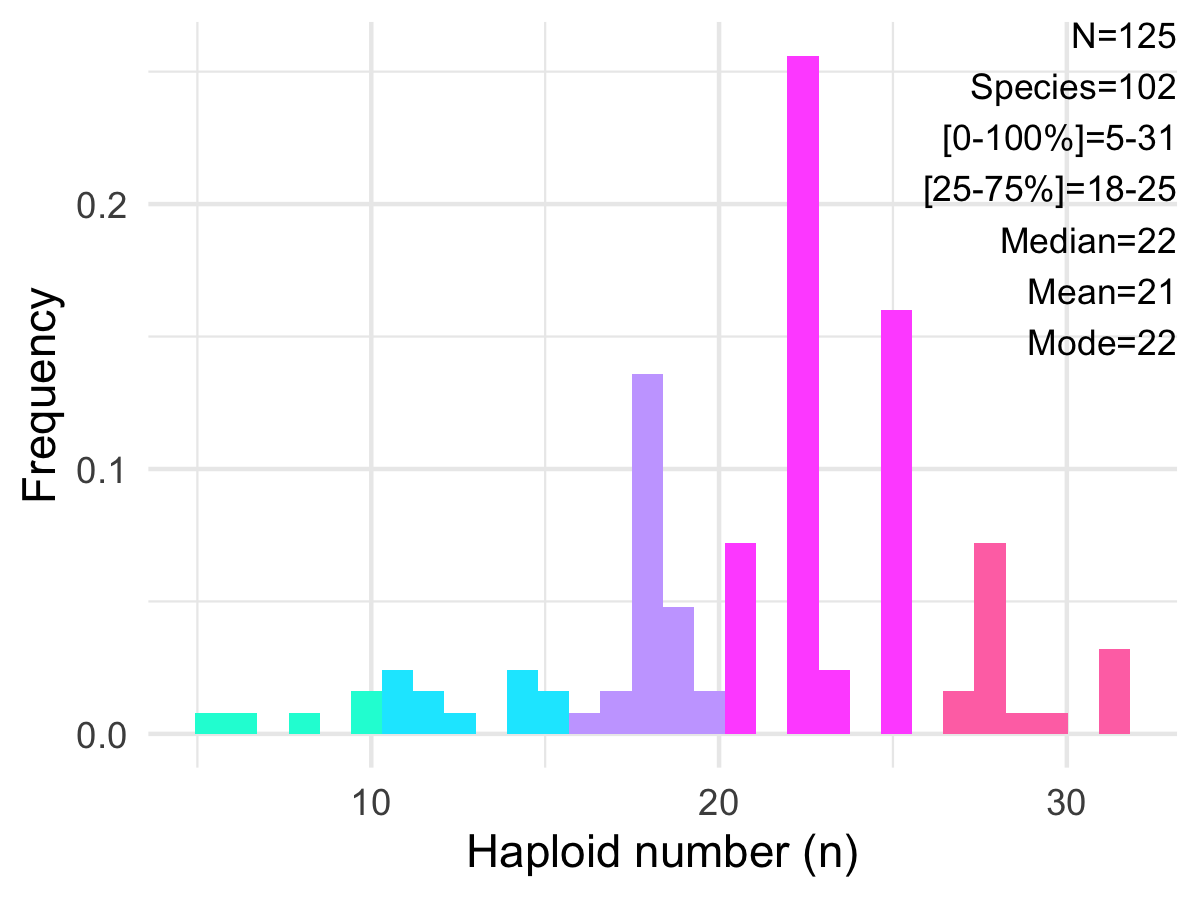 N=125
Species=102
[0-100%]=5-31
[25-75%]=18-25
Median=22
Mean=21
Mode=22
Frequency
0.2
0.1
0.0
10 20 30
Haploid number (n)